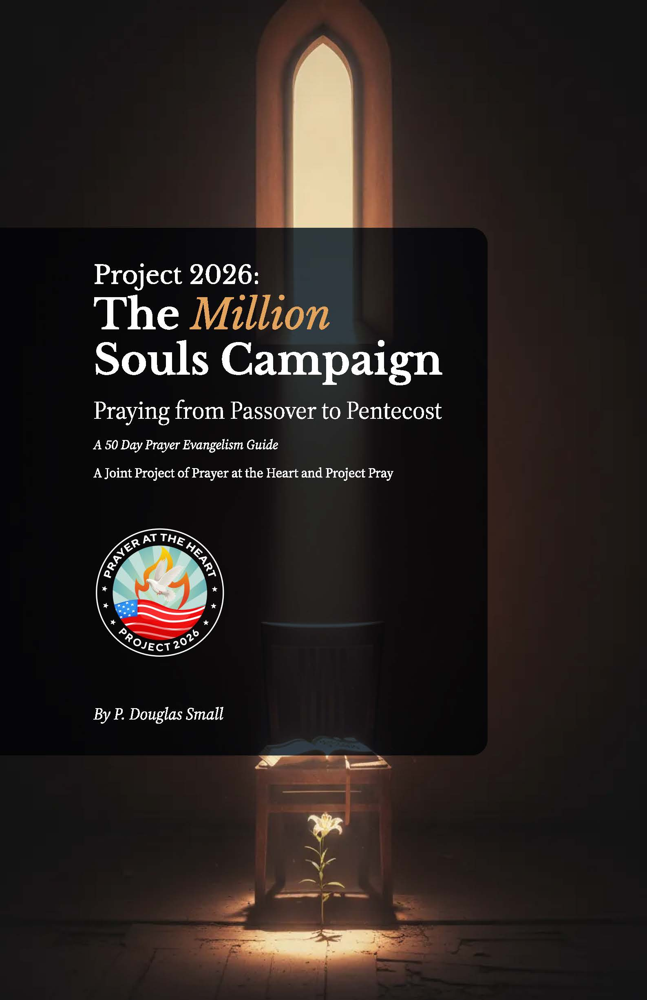 Project 2026:
The Million
Souls Campaign
Praying from Passover to Pentecost
A 50 Day Prayer Evangelism Guide
A Joint Project of Prayer at the Heart and Project Pray
PRAYER AT THE HEART
PROJECT 2026
By P. Douglas Small